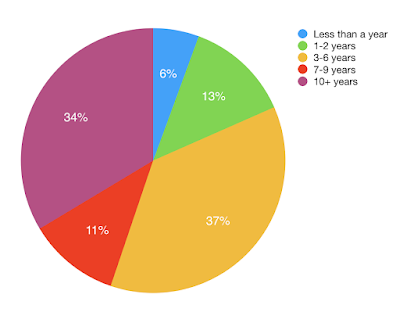 Less than a year
1-2 years
3-6 years
7-9 years
10+ years
6%
13%
34%
37%
11%